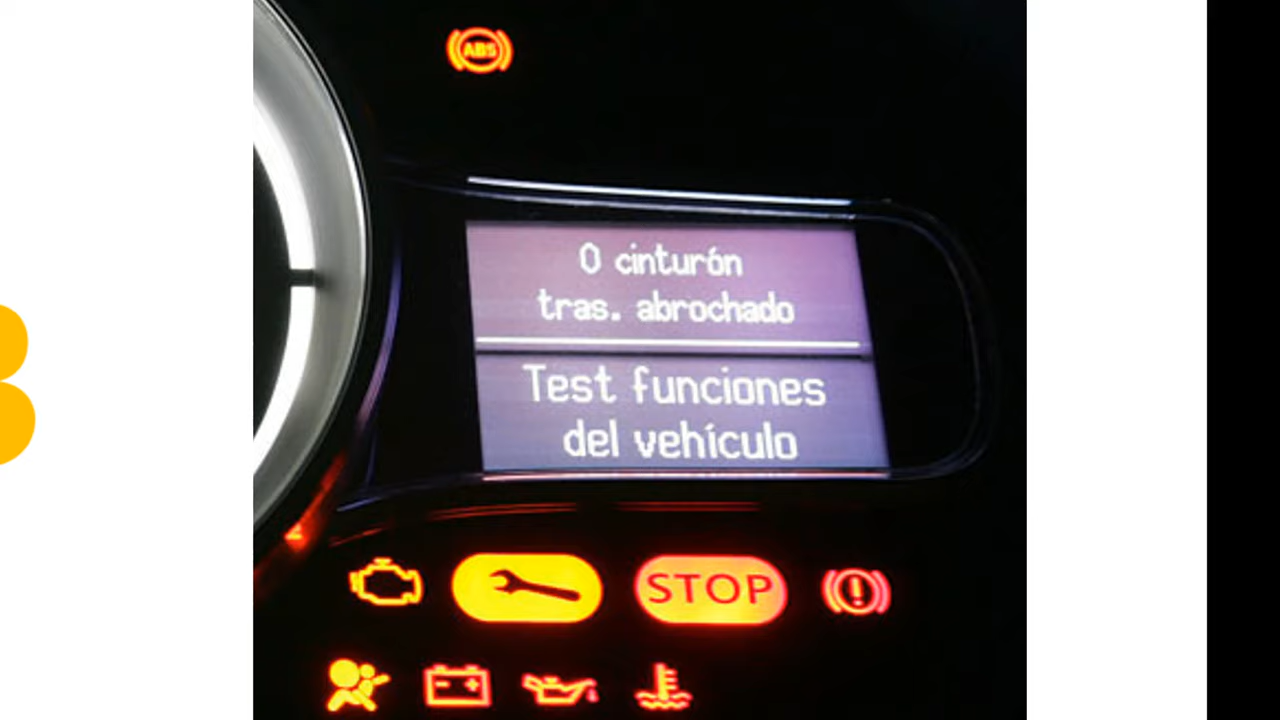 ABS
0 cinturón
tras. abrochado
Test funciones
del vehículo
STOP